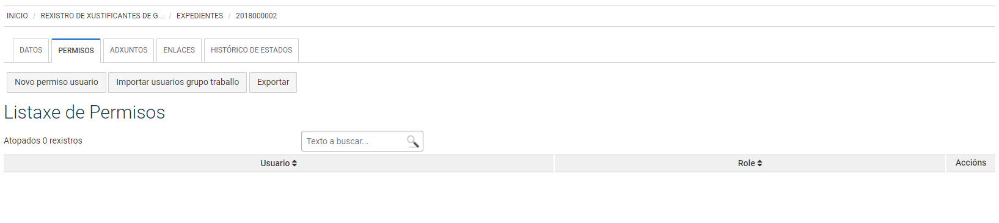 INICIO / REXISTRO DE XUSTIFICANTES DE G... / EXPEDIENTES / 2018000002
DATOS PERMISOS ADXUNTOS ENLACES HISTÓRICO DE ESTADOS
Novo permiso usuario Importar usuarios grupo traballo Exportar
Listaxe de Permisos
Atopados 0 rexistros Texto a buscar...
Usuario Role Accións